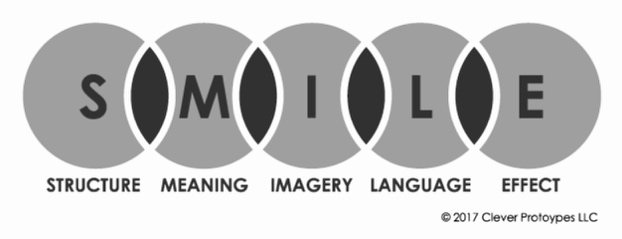 S M I L E
STRUCTURE MEANING IMAGERY LANGUAGE EFFECT
© 2017 Clever Protoypes LLC